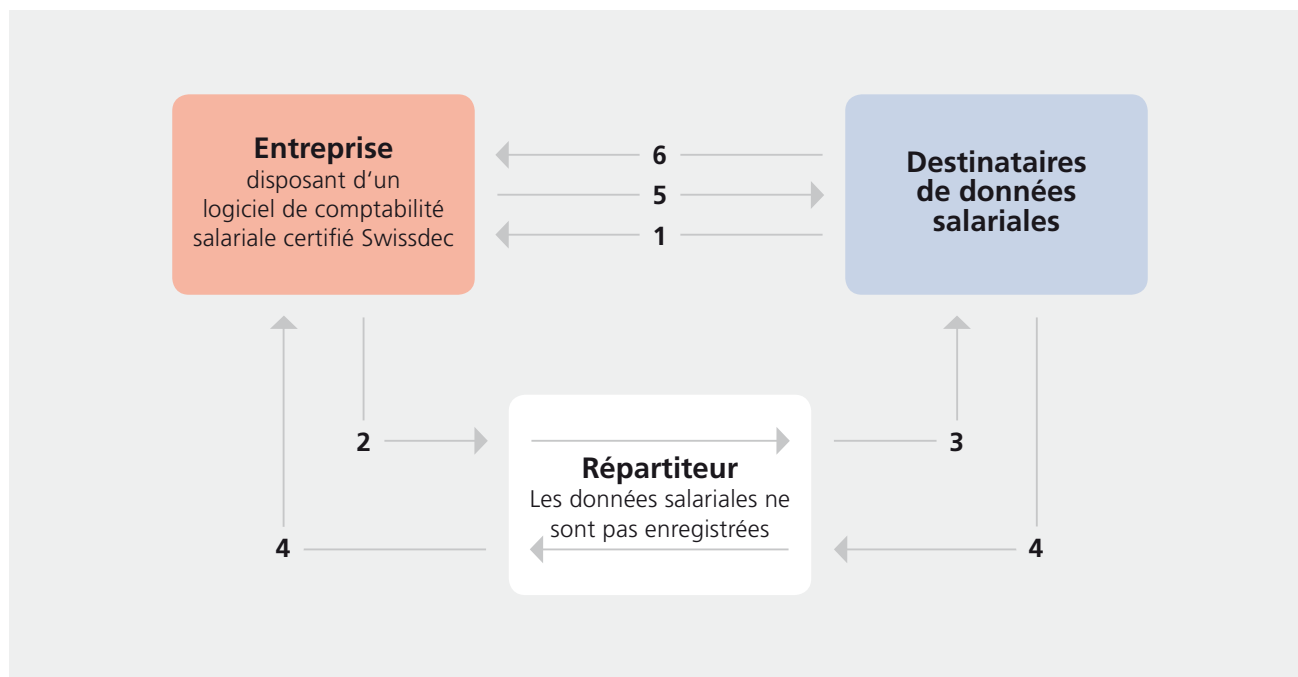 Entreprise
disposant d‘un
logiciel de comptabilité
salariale certifié Swissdec
6
5
1
Destinataires
de données
salariales
2
Répartiteur
Les données salariales ne
sont pas enregistrées
3
4
4